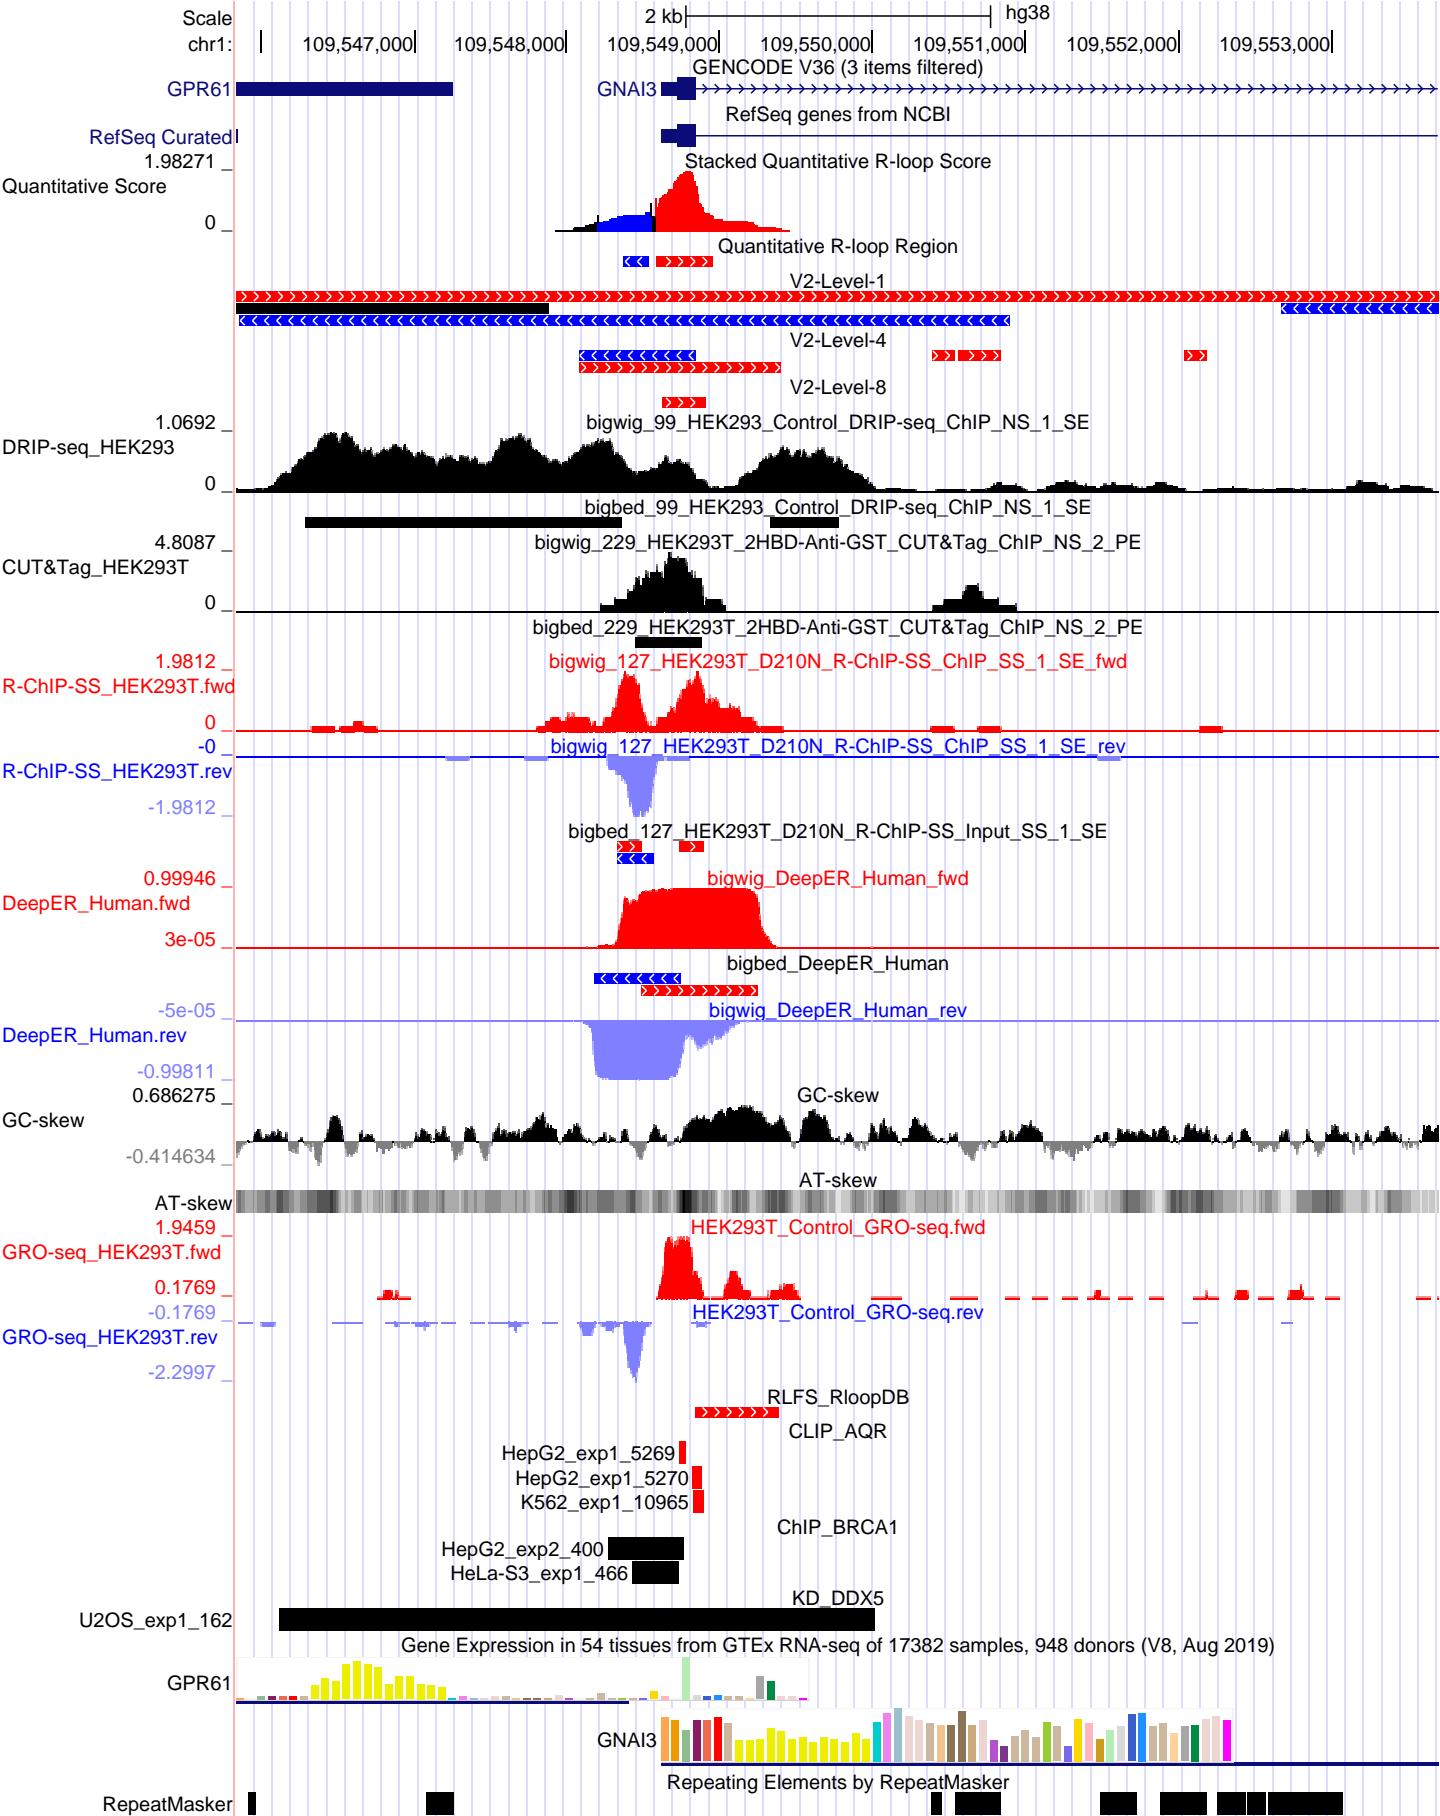 Scale 2 kb hg38
chr1: 109,547,000 109,548,000 109,549,000 109,550,000 109,551,000 109,552,000 109,553,000
GENCODE V36 (3 items filtered)
GPR61 GNAI3
RefSeq genes from NCBI
RefSeq Curated
1.98271 Stacked Quantitative R-loop Score
Quantitative Score
0
Quantitative R-loop Region
V2-Level-1
V2-Level-4
V2-Level-8
1.0692 bigwig_99_HEK293_Control_DRIP-seq_ChIP_NS_1_SE
DRIP-seq_HEK293
0
bigbed_99_HEK293_Control_DRIP-seq_ChIP_NS_1_SE
4.8087 bigwig_229_HEK293T_2HBD-Anti-GST_CUT&Tag_ChIP_NS_2_PE
CUT&Tag_HEK293T
0
bigbed_229_HEK293T_2HBD-Anti-GST_CUT&Tag_ChIP_NS_2_PE
1.9812 bigwig_127_HEK293T_D210N_R-ChIP-SS_ChIP_SS_1_SE_fwd
R-ChIP-SS_HEK293T.fwd
0
-0 bigwig_127_HEK293T_D210N_R-ChIP-SS_ChIP_SS_1_SE_rev
R-ChIP-SS_HEK293T.rev
-1.9812
bigbed_127_HEK293T_D210N_R-ChIP-SS_Input_SS_1_SE
0.99946 bigwig_DeepER_Human_fwd
DeepER_Human.fwd
3e-05
bigbed_DeepER_Human
-5e-05 bigwig_DeepER_Human_rev
DeepER_Human.rev
-0.99811
0.686275 GC-skew
GC-skew
-0.414634
AT-skew
AT-skew
1.9459 HEK293T_Control_GRO-seq.fwd
GRO-seq_HEK293T.fwd
0.1769
-0.1769 HEK293T_Control_GRO-seq.rev
GRO-seq_HEK293T.rev
-2.2997
RLFS_RloopDB
CLIP_AQR
HepG2_exp1_5269
HepG2_exp1_5270
K562_exp1_10965
ChIP_BRCA1
HepG2_exp2_400
HeLa-S3_exp1_466
KD_DDX5
U2OS_exp1_162
Gene Expression in 54 tissues from GTEx RNA-seq of 17382 samples, 948 donors (V8, Aug 2019)
GPR61
GNAI3
Repeating Elements by RepeatMasker
RepeatMasker